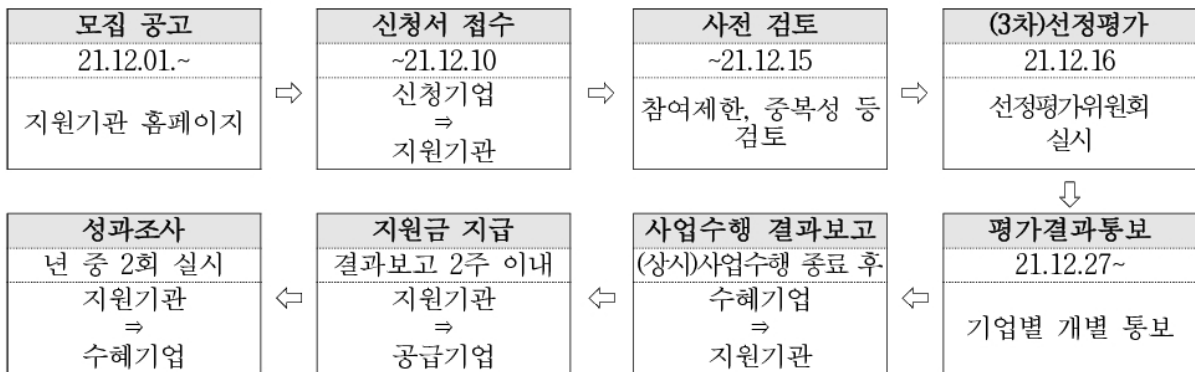 모집 공고
21.12.01.~
지원기관 홈페이지
⇨
신청서 접수
~21.12.10
신청기업
⇒
지원기관
⇨
사전 검토
~21.12.15
참여제한, 중복성 등
검토
⇨
(3차)선정평가
21.12.16
선정평가위원회
실시
⇩
평가결과통보
21.12.27~
기업별 개별 통보
⇦
사업수행 결과보고
(상시)사업수행 종료 후
수혜기업
⇒
지원기관
⇦
지원금 지급
결과보고 2주 이내
지원기관
⇒
공급기업
⇦
성과조사
년 중 2회 실시
지원기관
⇒
수혜기업